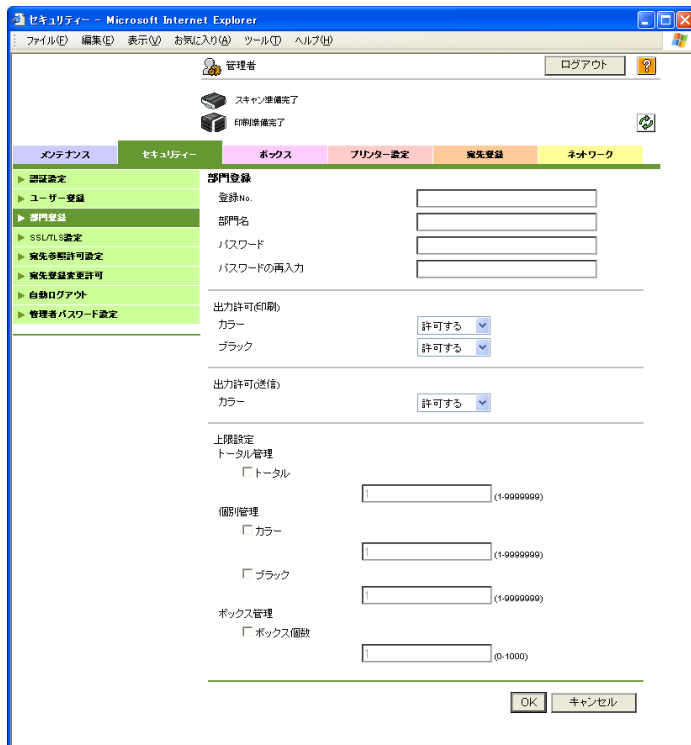 セキュリティー - Microsoft Internet Explorer
ファイル(F) 編集(E) 表示(V) お気に入り(A) ツール(T) ヘルプ(H)
管理者
ログアウト
?
スキャン準備完了
印刷準備完了
メンテナンス セキュリティー ボックス プリンター設定 宛先登録 ネットワーク
認証設定
ユーザー登録
部門登録
SSL/TLS設定
宛先参照許可設定
宛先登録変更許可
自動ログアウト
管理者パスワード設定
部門登録
登録No.
部門名
パスワード
パスワードの再入力
出力許可(印刷)
カラー 許可する
ブラック 許可する
出力許可(送信)
カラー 許可する
上限設定
トータル管理
トータル
1 (1-9999999)
個別管理
カラー
1 (1-9999999)
ブラック
1 (1-9999999)
ボックス管理
ボックス個数
1 (0-1000)
OK キャンセル